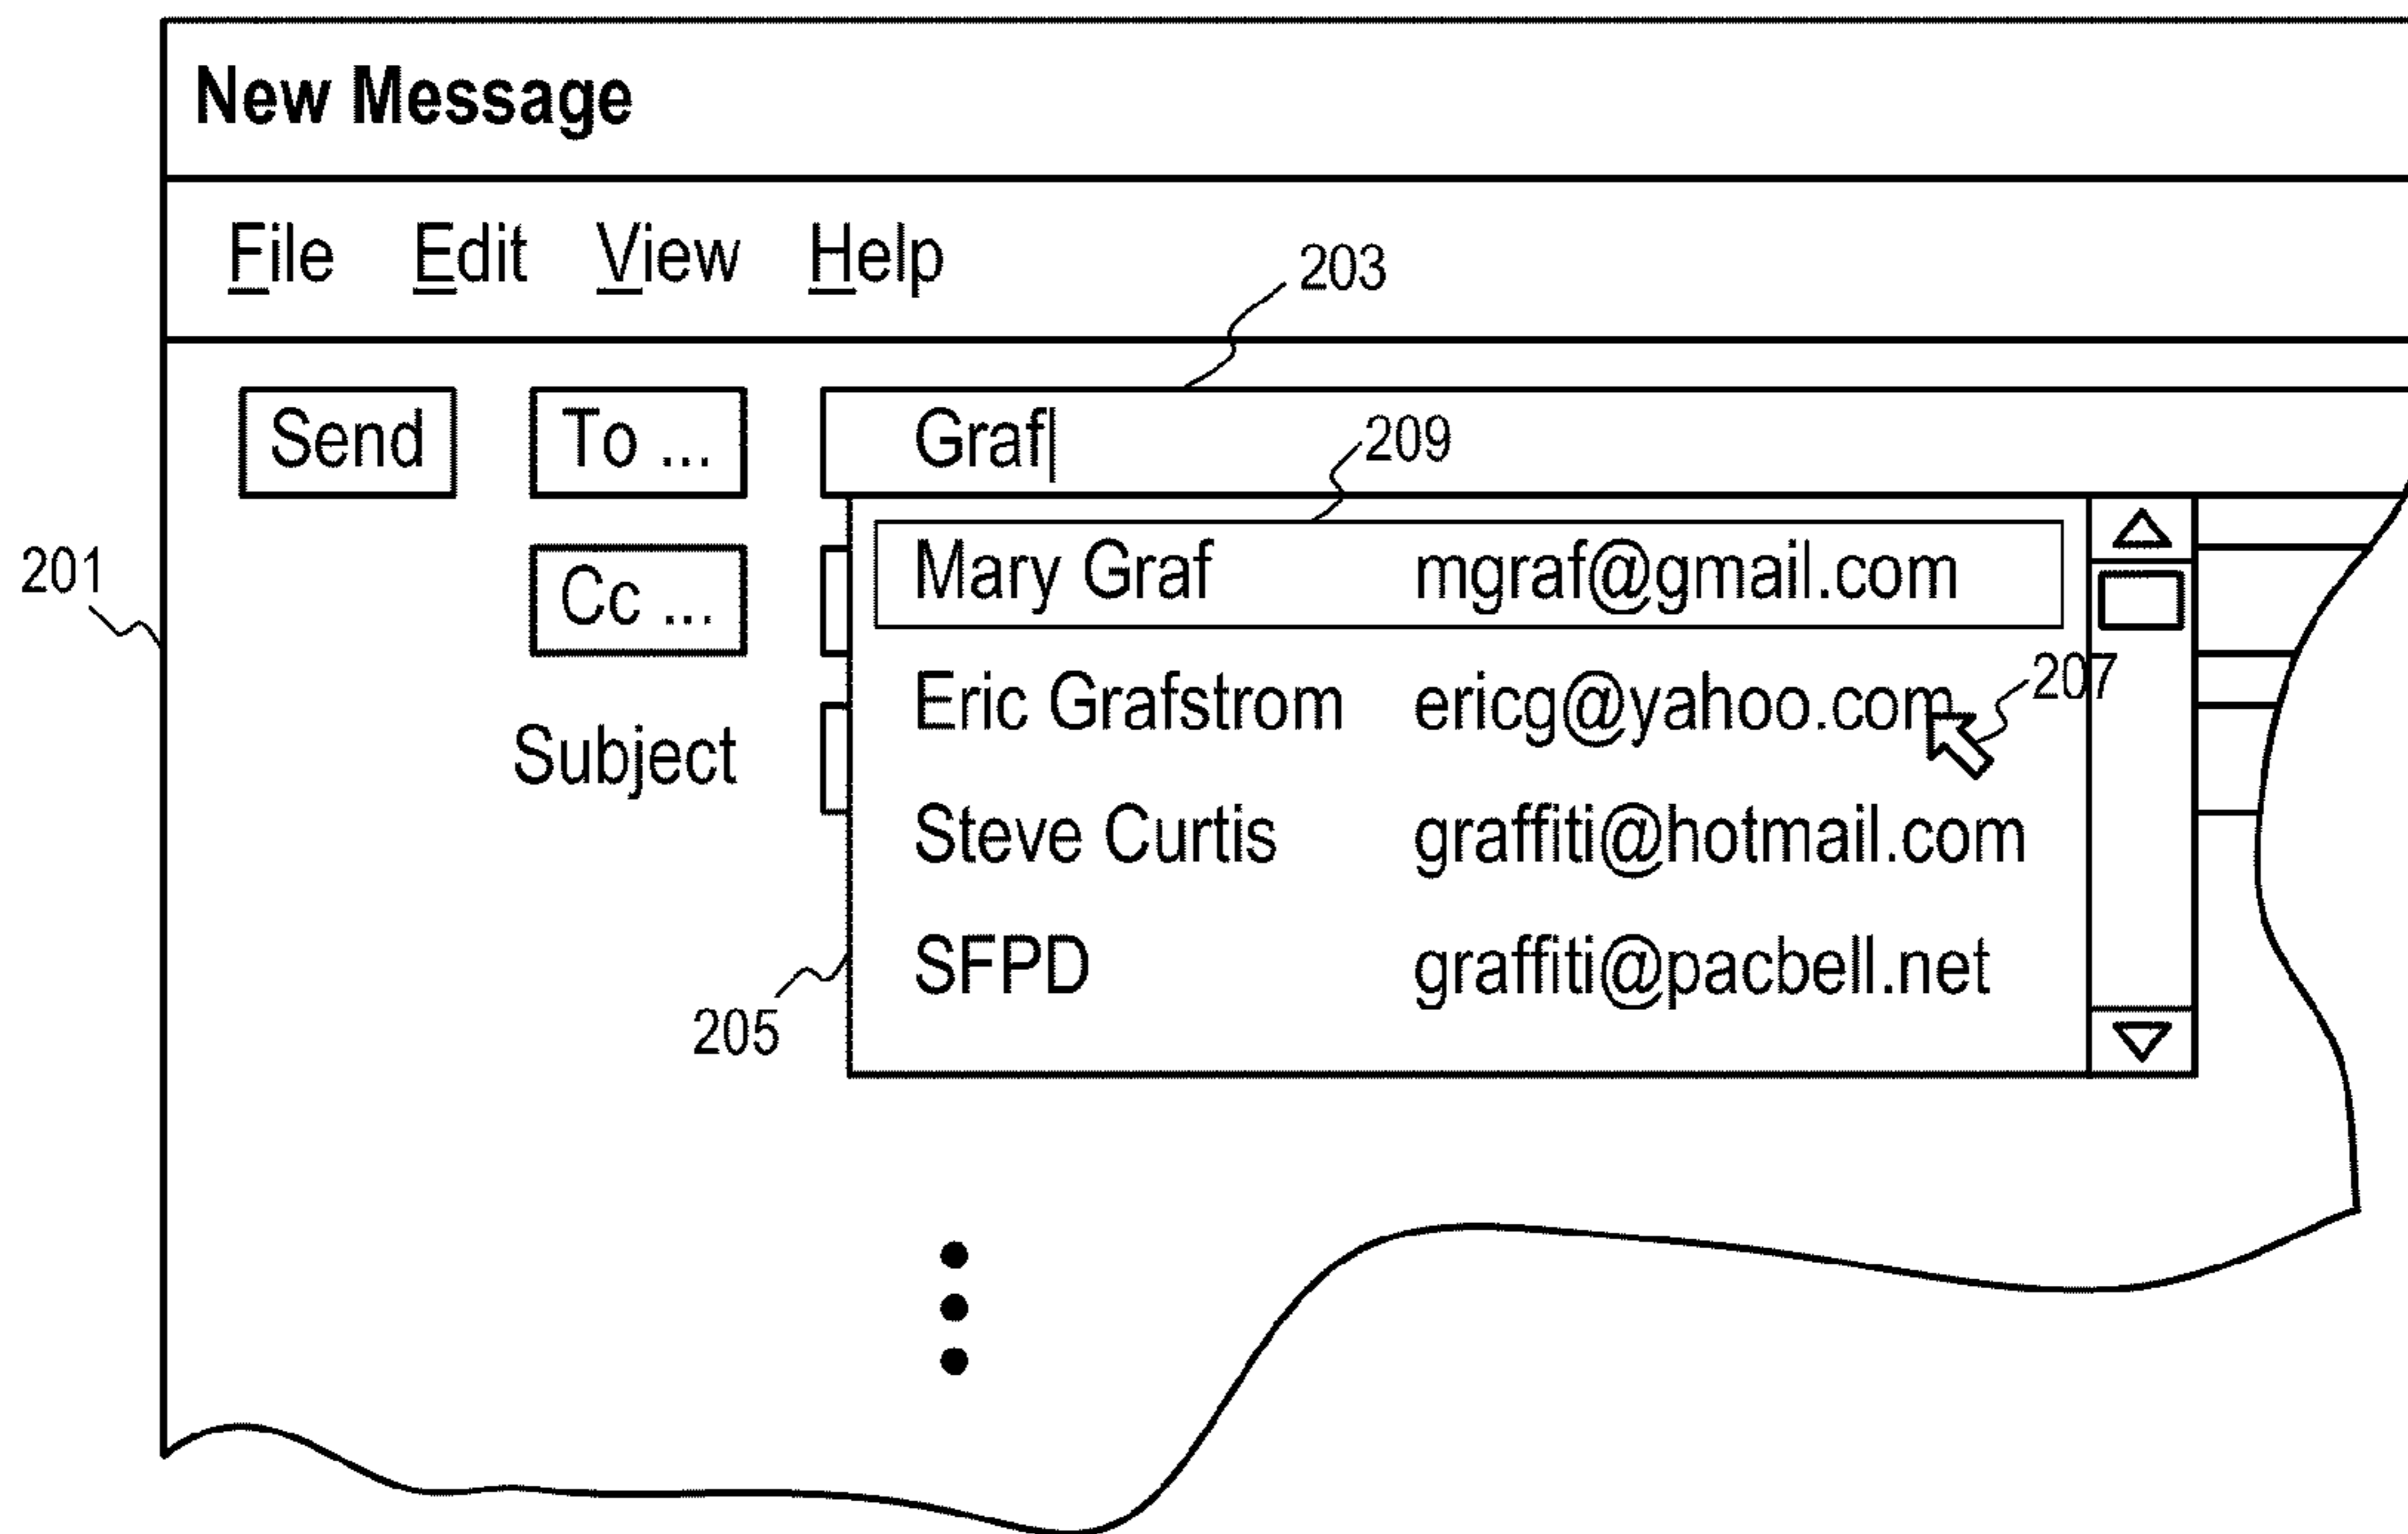 New Message
File Edit View Help
203
Send To ... Graf
209
201
Cc ...
Mary Graf mgraf@gmail.com
Eric Grafstrom ericg@yahoo.com
207
Subject
Steve Curtis graffiti@hotmail.com
SFPD graffiti@pacbell.net
205